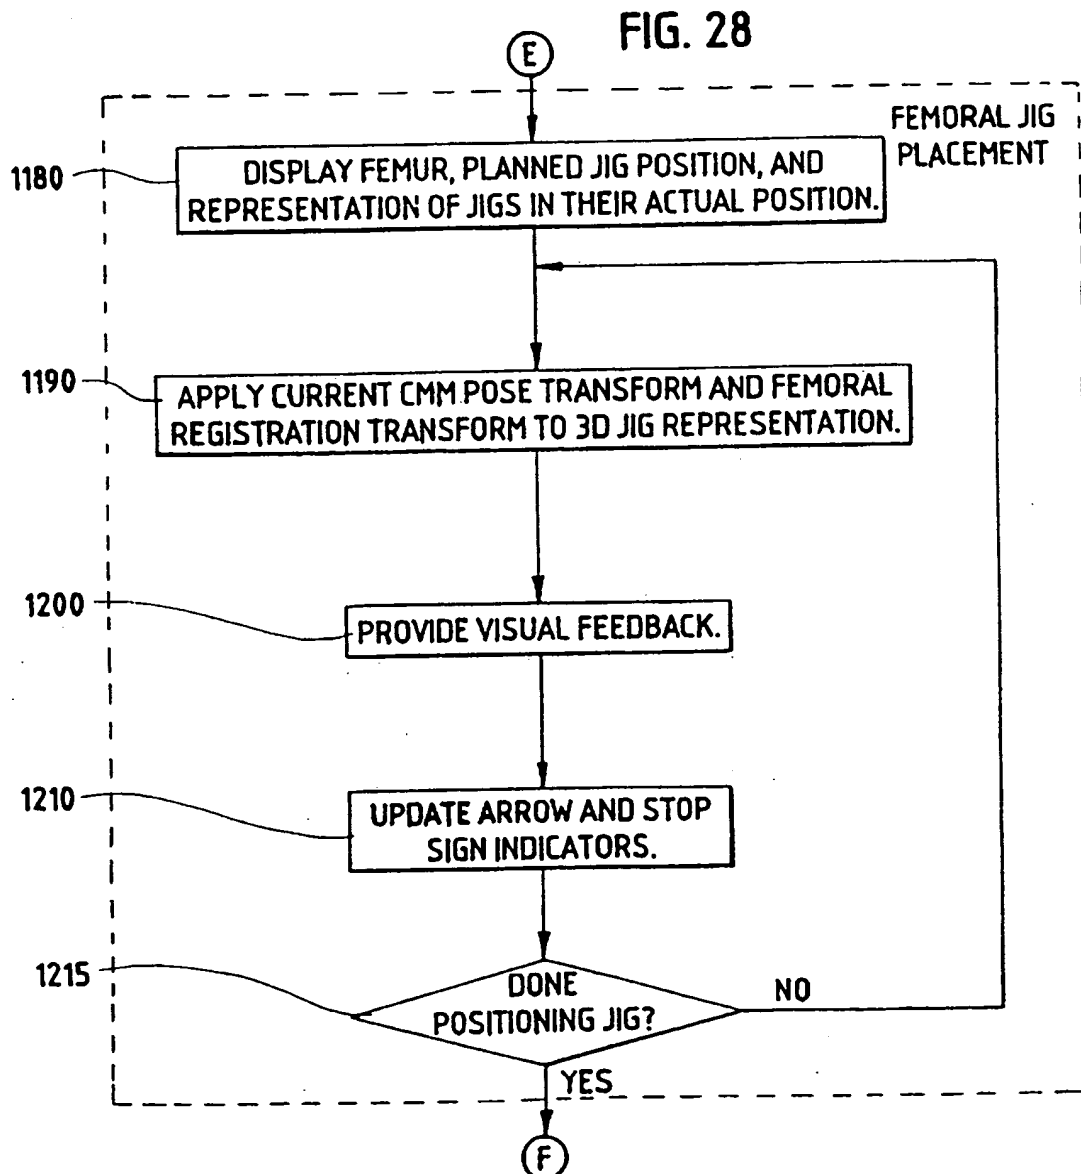 FIG. 28
E
FEMORAL JIG
PLACEMENT
1180
DISPLAY FEMUR, PLANNED JIG POSITION, AND
REPRESENTATION OF JIGS IN THEIR ACTUAL POSITION.
1190
APPLY CURRENT CMM POSE TRANSFORM AND FEMORAL
REGISTRATION TRANSFORM TO 3D JIG REPRESENTATION.
1200
PROVIDE VISUAL FEEDBACK.
1210
UPDATE ARROW AND STOP
SIGN INDICATORS.
1215
DONE
POSITIONING JIG?
NO
YES
F